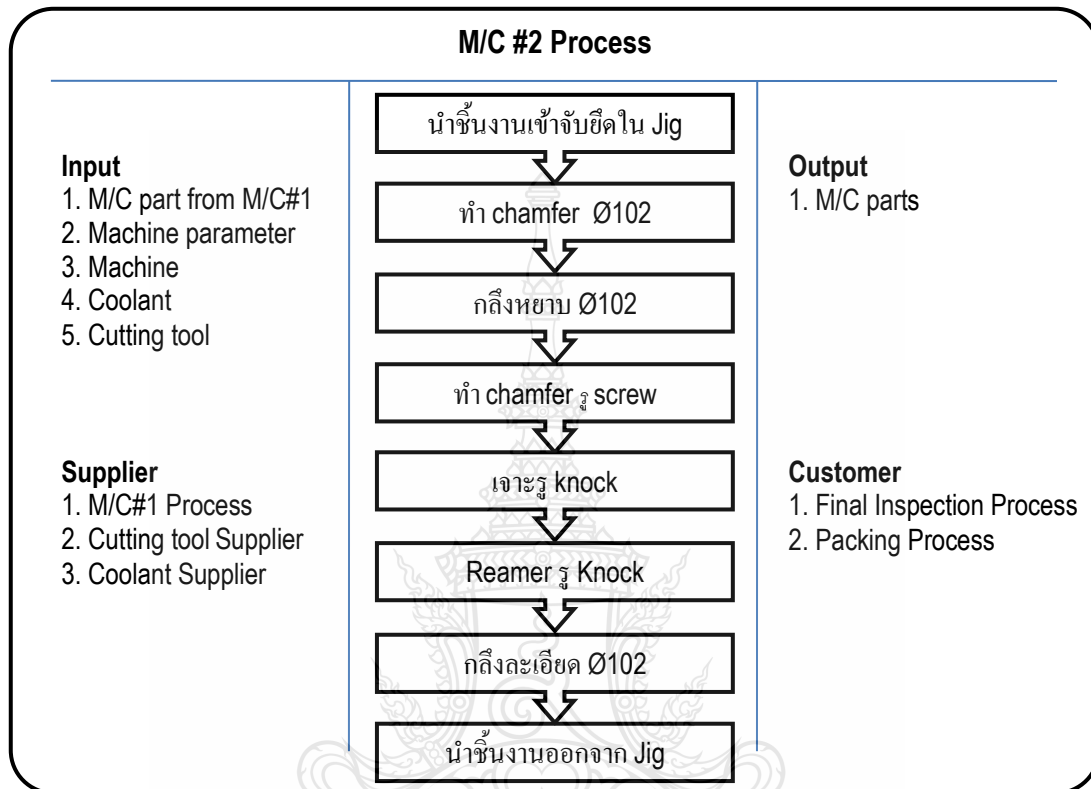 M/C #2 Process
Input
1. M/C part from M/C#1
2. Machine parameter
3. Machine
4. Coolant
5. Cutting tool
Supplier
1. M/C#1 Process
2. Cutting tool Supplier
3. Coolant Supplier
นำชิ้นงานเข้าจับยึดใน Jig
ทำ chamfer Ø102
กลึงหยาบ Ø102
ทำ chamfer รู screw
เจาะรู knock
Reamer รู Knock
กลึงละเอียด Ø102
นำชิ้นงานออกจาก Jig
Output
1. M/C parts
Customer
1. Final Inspection Process
2. Packing Process